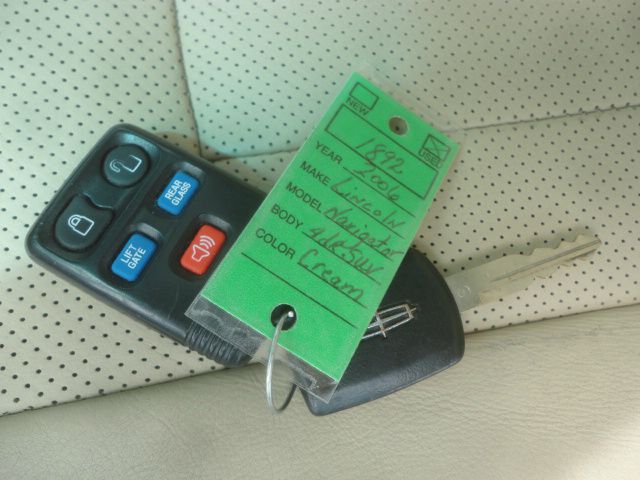 NEW
USED
1892
YEAR 2006
MAKE Lincoln
MODEL Navigator
BODY 4dr SUV
COLOR Cream
REAR
GLASS
LIFT
GATE